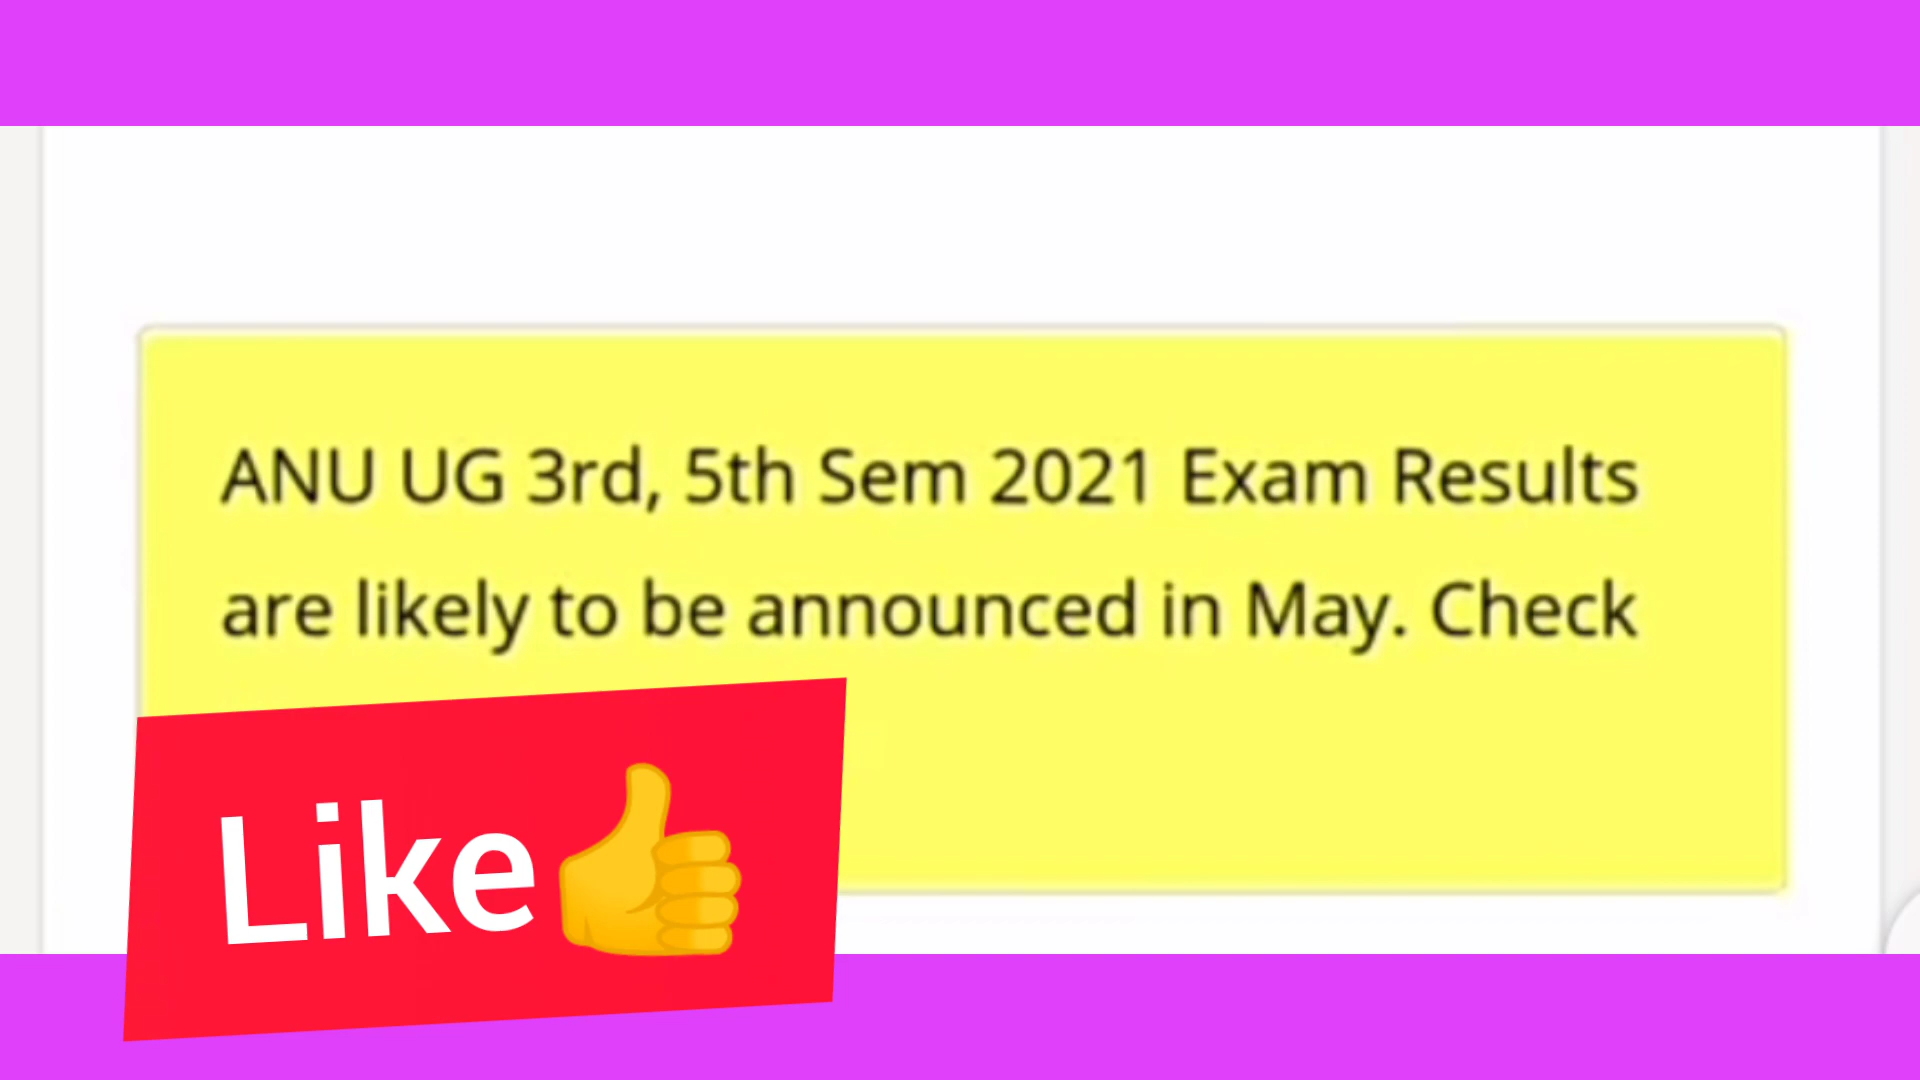 ANU UG 3rd, 5th Sem 2021 Exam Results
are likely to be announced in May. Check
Like👍